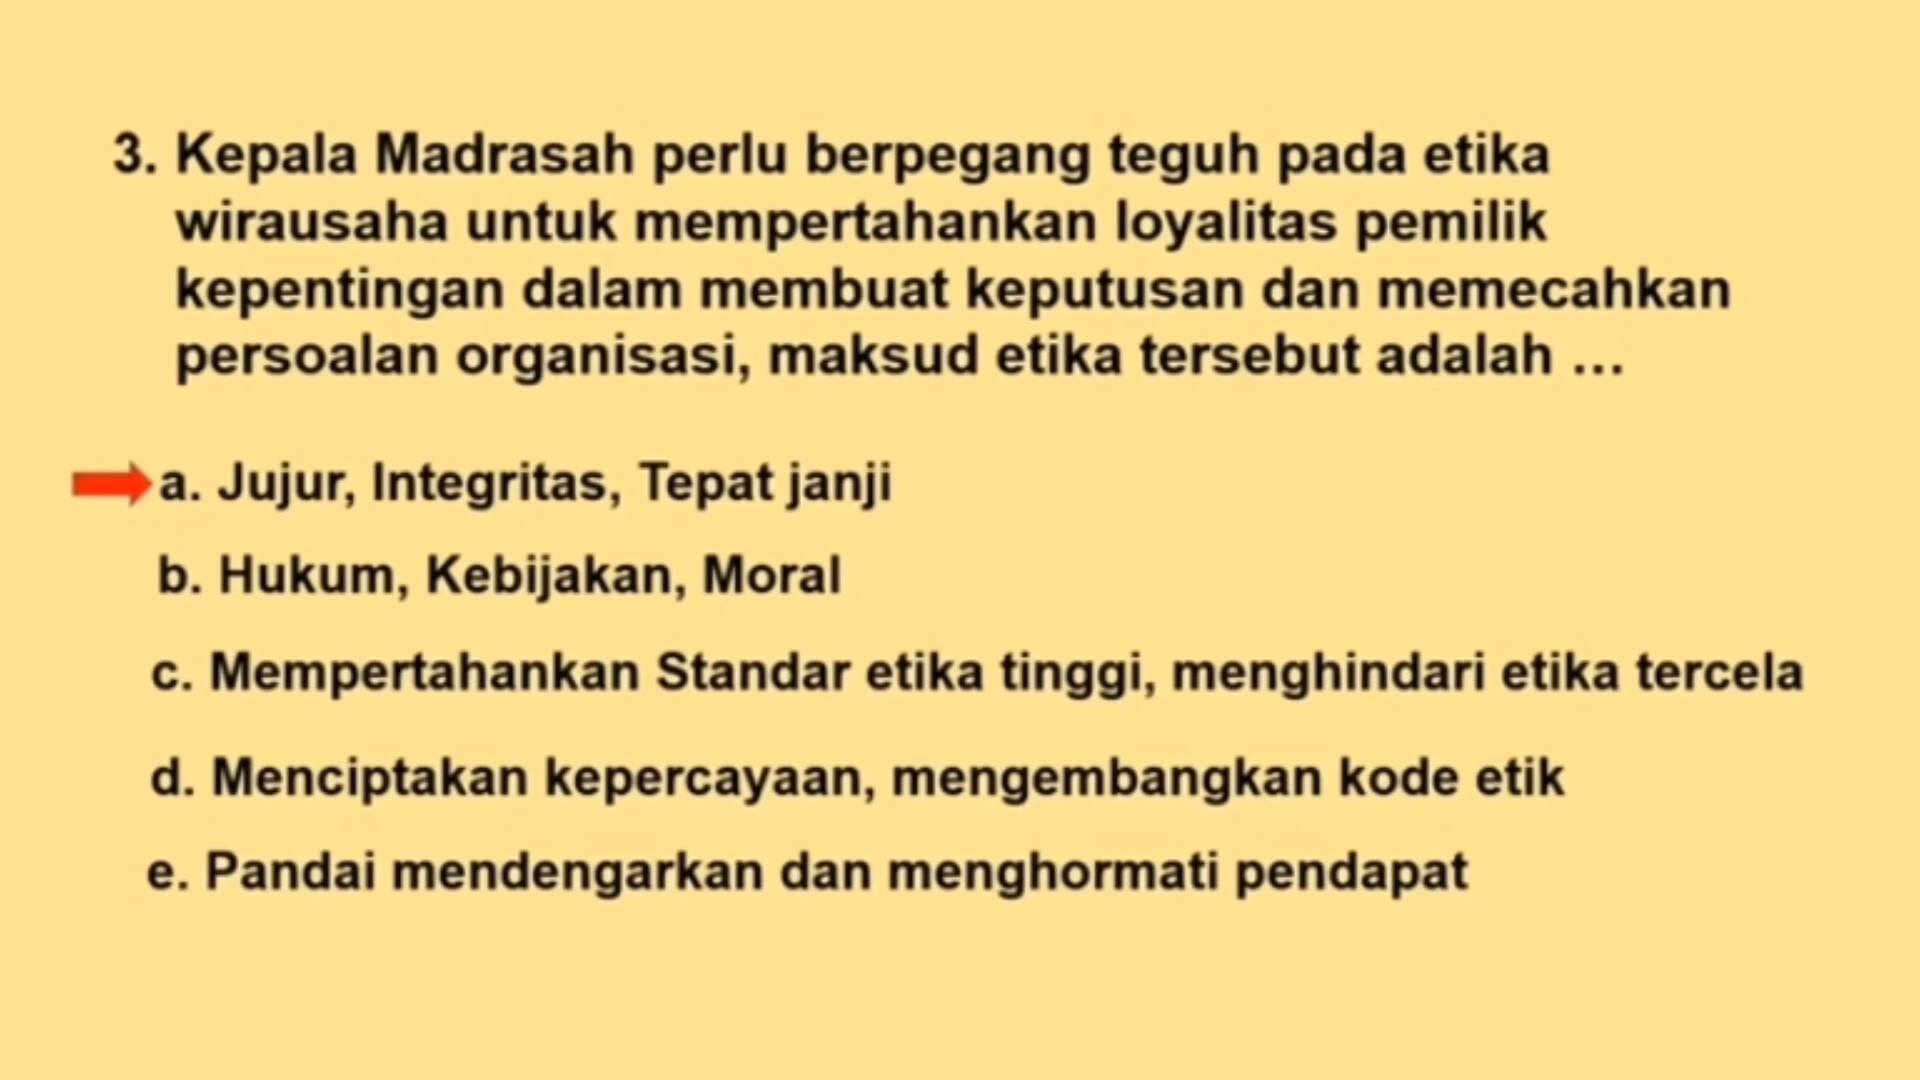 3. Kepala Madrasah perlu berpegang teguh pada etika
wirausaha untuk mempertahankan loyalitas pemilik
kepentingan dalam membuat keputusan dan memecahkan
persoalan organisasi, maksud etika tersebut adalah ...
a. Jujur, Integritas, Tepat janji
b. Hukum, Kebijakan, Moral
c. Mempertahankan Standar etika tinggi, menghindari etika tercela
d. Menciptakan kepercayaan, mengembangkan kode etik
e. Pandai mendengarkan dan menghormati pendapat